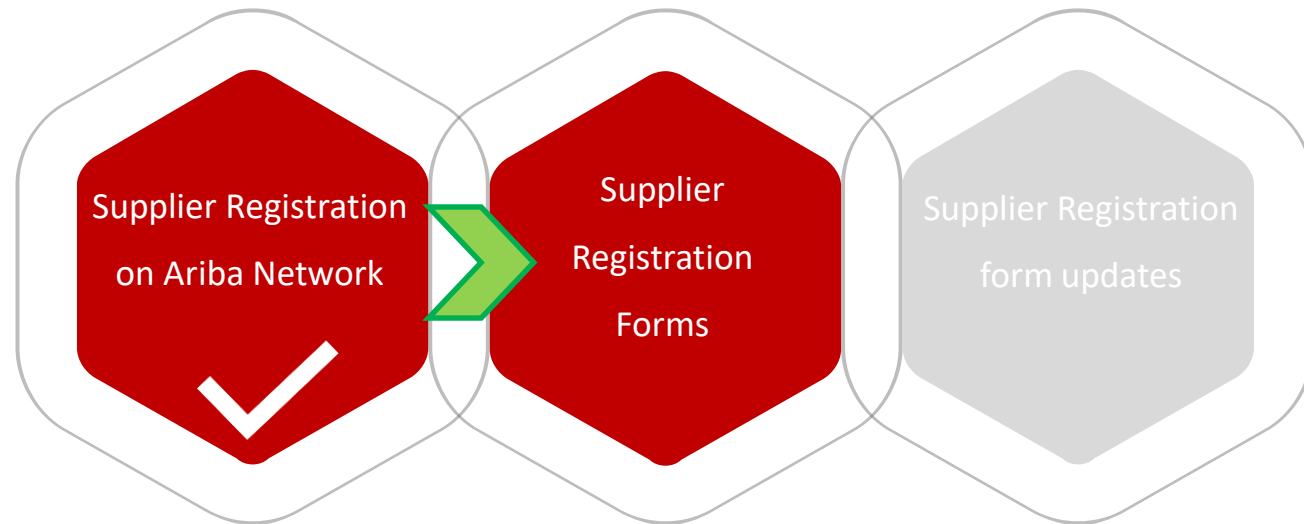 Supplier Registration
on Ariba Network
Supplier
Registration
Forms
Supplier Registration
form updates